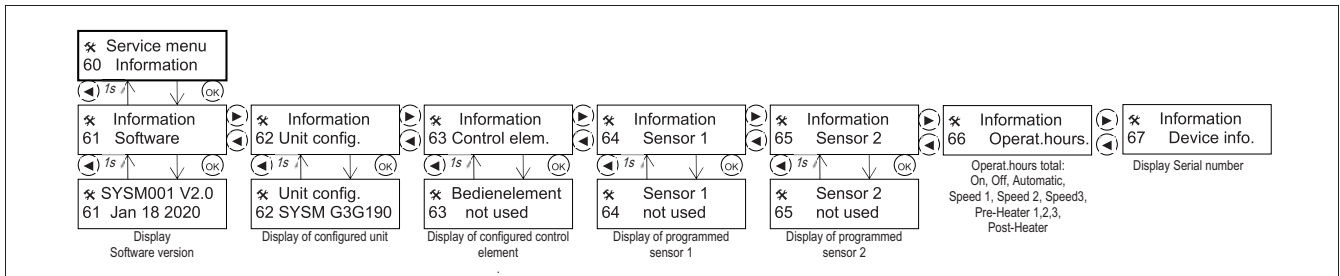 Service menu
60 Information
1s OK
Information
61 Software
Information
62 Unit config.
Information
63 Control elem.
Information
64 Sensor 1
Information
65 Sensor 2
Information
66 Operat.hours.
Information
67 Device info.
1s OK
1s OK
1s OK
1s OK
1s OK
SYSM001 V2.0
61 Jan 18 2020
Unit config.
62 SYSM G3G190
Bedienelement
63 not used
Sensor 1
64 not used
Sensor 2
65 not used
Operat.hours total:
On, Off, Automatic,
Speed 1, Speed 2, Speed3,
Pre-Heater 1,2,3,
Post-Heater
Display Serial number
Display
Software version
Display of configured unit
Display of configured control
element
Display of programmed
sensor 1
Display of programmed
sensor 2